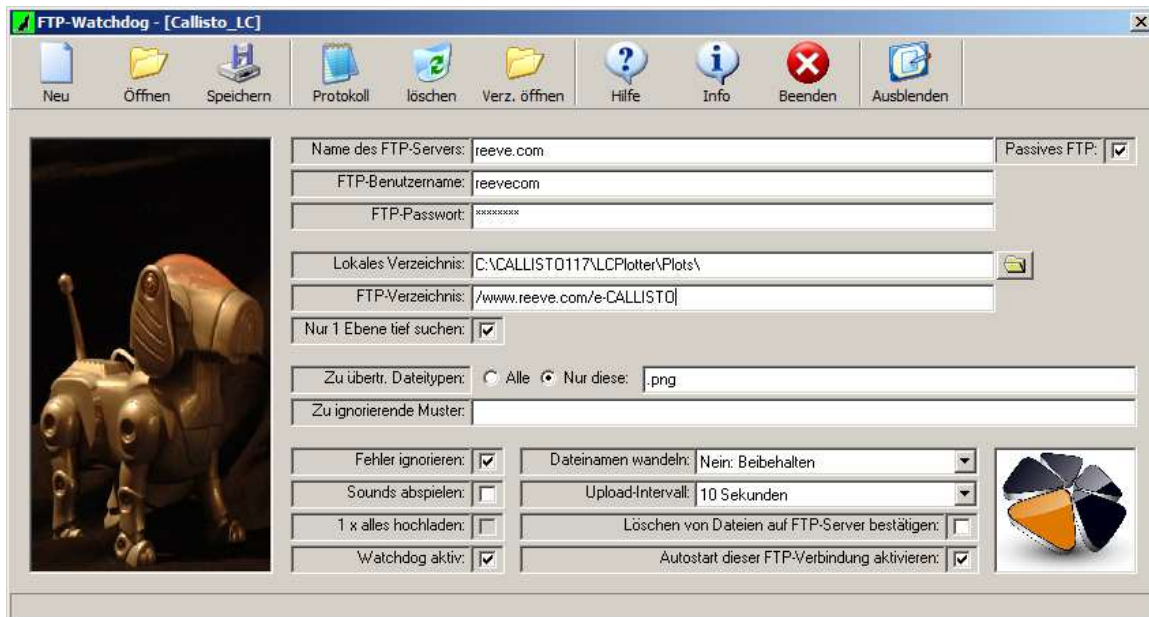 FTP-Watchdog - [Callisto_LC]
Neu Öffnen Speichern Protokoll löschen Verz. öffnen Hilfe Info Beenden Ausblenden
Name des FTP-Servers: reeve.com Passives FTP:
FTP-Benutzername: reevecom
FTP-Passwort: ********
Lokales Verzeichnis: C:\CALLISTO117\LCPlotter\Plots\
FTP-Verzeichnis: /www.reeve.com/e-CALLISTO
Nur 1 Ebene tief suchen:
Zu übertr. Dateitypen: Alle Nur diese: .png
Zu ignorierende Muster:
Fehler ignorieren: Dateinamen wandeln: Nein: Beibehalten
Sounds abspielen: Upload-Intervall: 10 Sekunden
1 x alles hochladen: Löschen von Dateien auf FTP-Server bestätigen:
Watchdog aktiv: Autostart dieser FTP-Verbindung aktivieren: